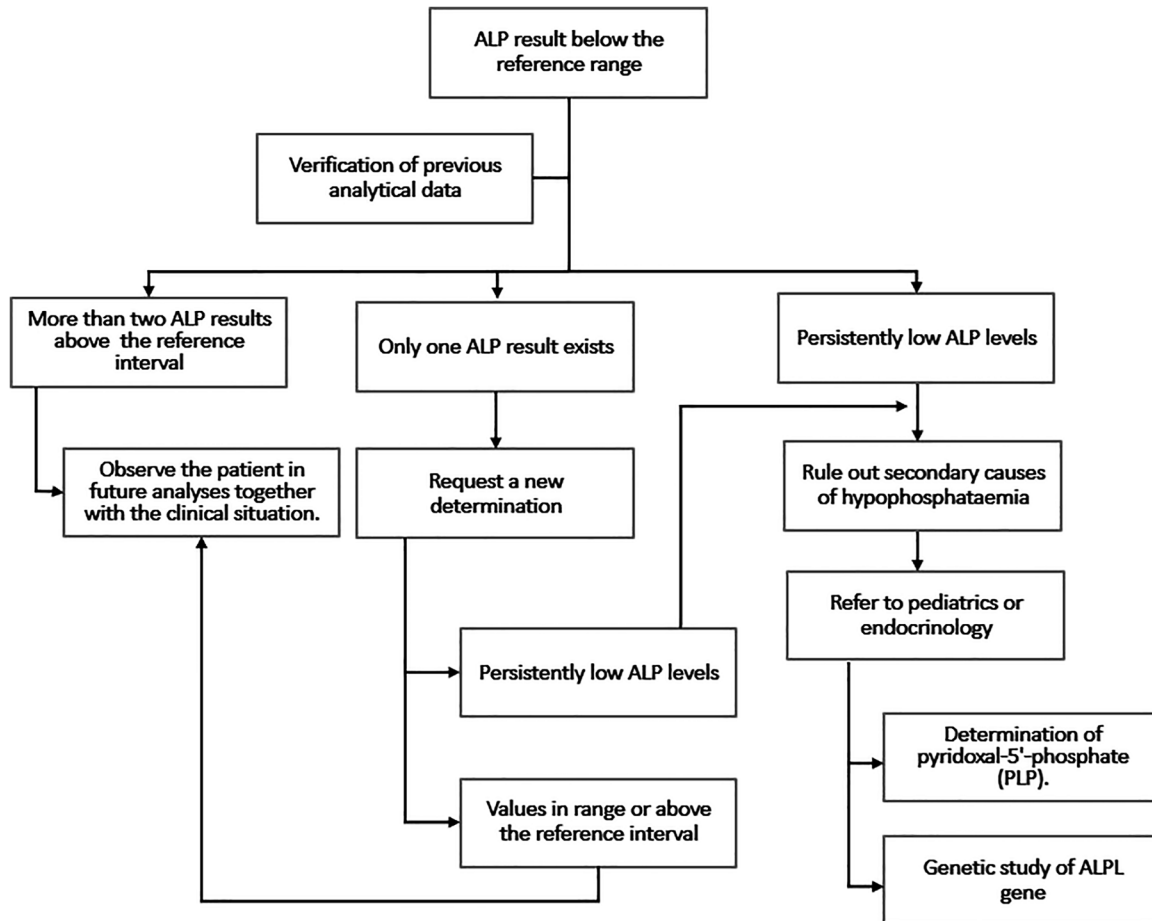 ALP result below the
reference range
Verification of previous
analytical data
More than two ALP results
above the reference
interval
Only one ALP result exists
Persistently low ALP levels
Observe the patient in
future analyses together
with the clinical situation.
Request a new
determination
Rule out secondary causes
of hypophosphataemia
Refer to pediatrics or
endocrinology
Persistently low ALP levels
Determination of
pyridoxal-5'-phosphate
(PLP).
Values in range or above
the reference interval
Genetic study of ALPL
gene